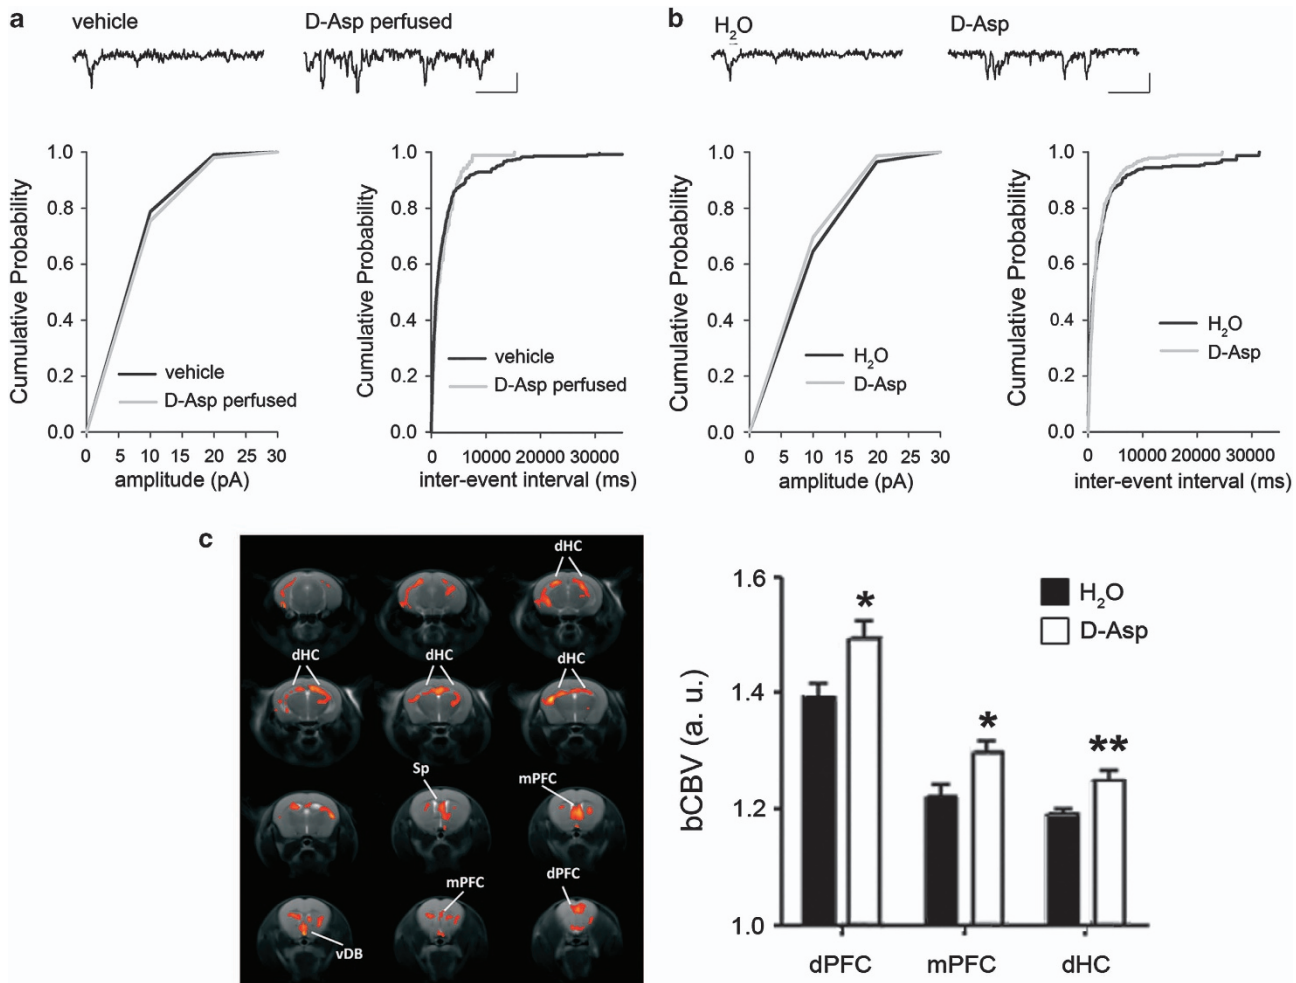 a
vehicle
D-Asp perfused
Cumulative Probability
1.0
0.8
0.6
0.4
0.2
0.0
vehicle
D-Asp perfused
0 5 10 15 20 25 30
amplitude (pA)
Cumulative Probability
1.0
0.8
0.6
0.4
0.2
0.0
vehicle
D-Asp perfused
0 10000 20000 30000
inter-event interval (ms)
b
H2O
D-Asp
Cumulative Probability
1.0
0.8
0.6
0.4
0.2
0.0
H2O
D-Asp
0 5 10 15 20 25 30
amplitude (pA)
Cumulative Probability
1.0
0.8
0.6
0.4
0.2
0.0
H2O
D-Asp
0 10000 20000 30000
inter-event interval (ms)
c
dHC
dHC dHC dHC
Sp mPFC
mPFC dPFC
vDB
bCBV (a. u.)
1.6
1.4
1.2
1.0
H2O
D-Asp
*
*
**
dPFC mPFC dHC